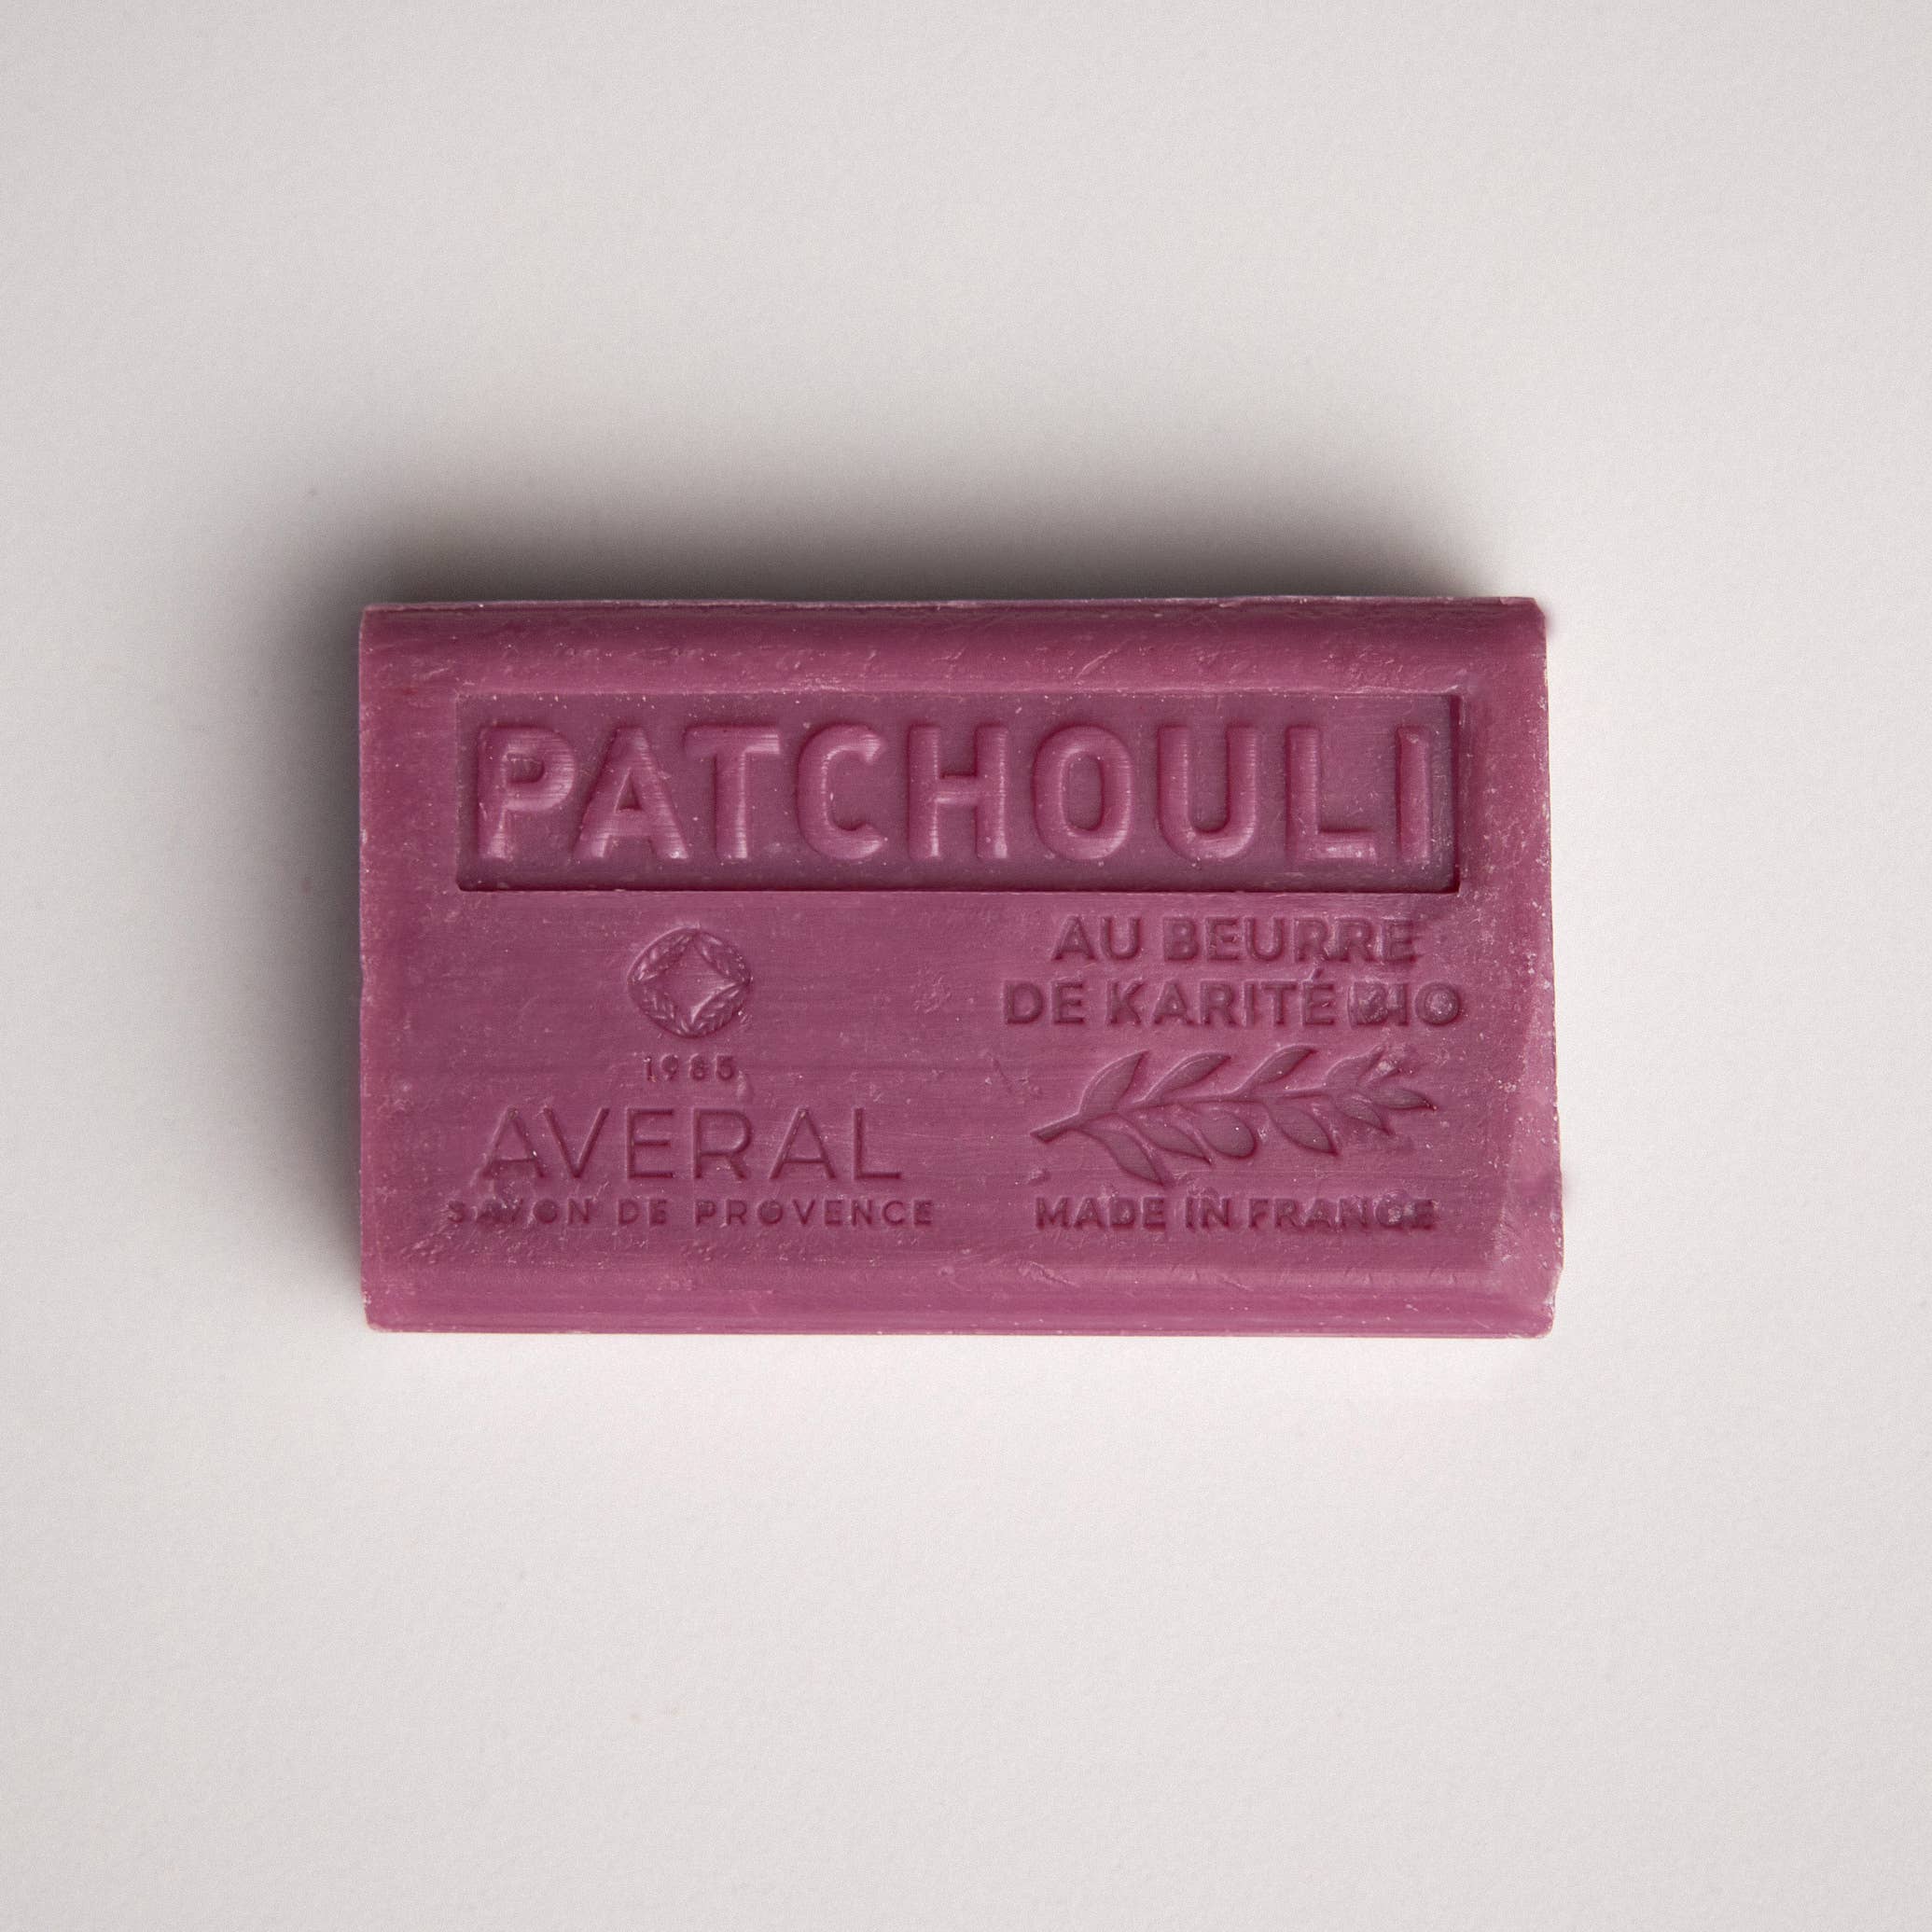 PATCHOULI
1985
AVERAL
SAVON DE PROVENCE
AU BEURRE
DE KARITÉ BIO
MADE IN FRANCE